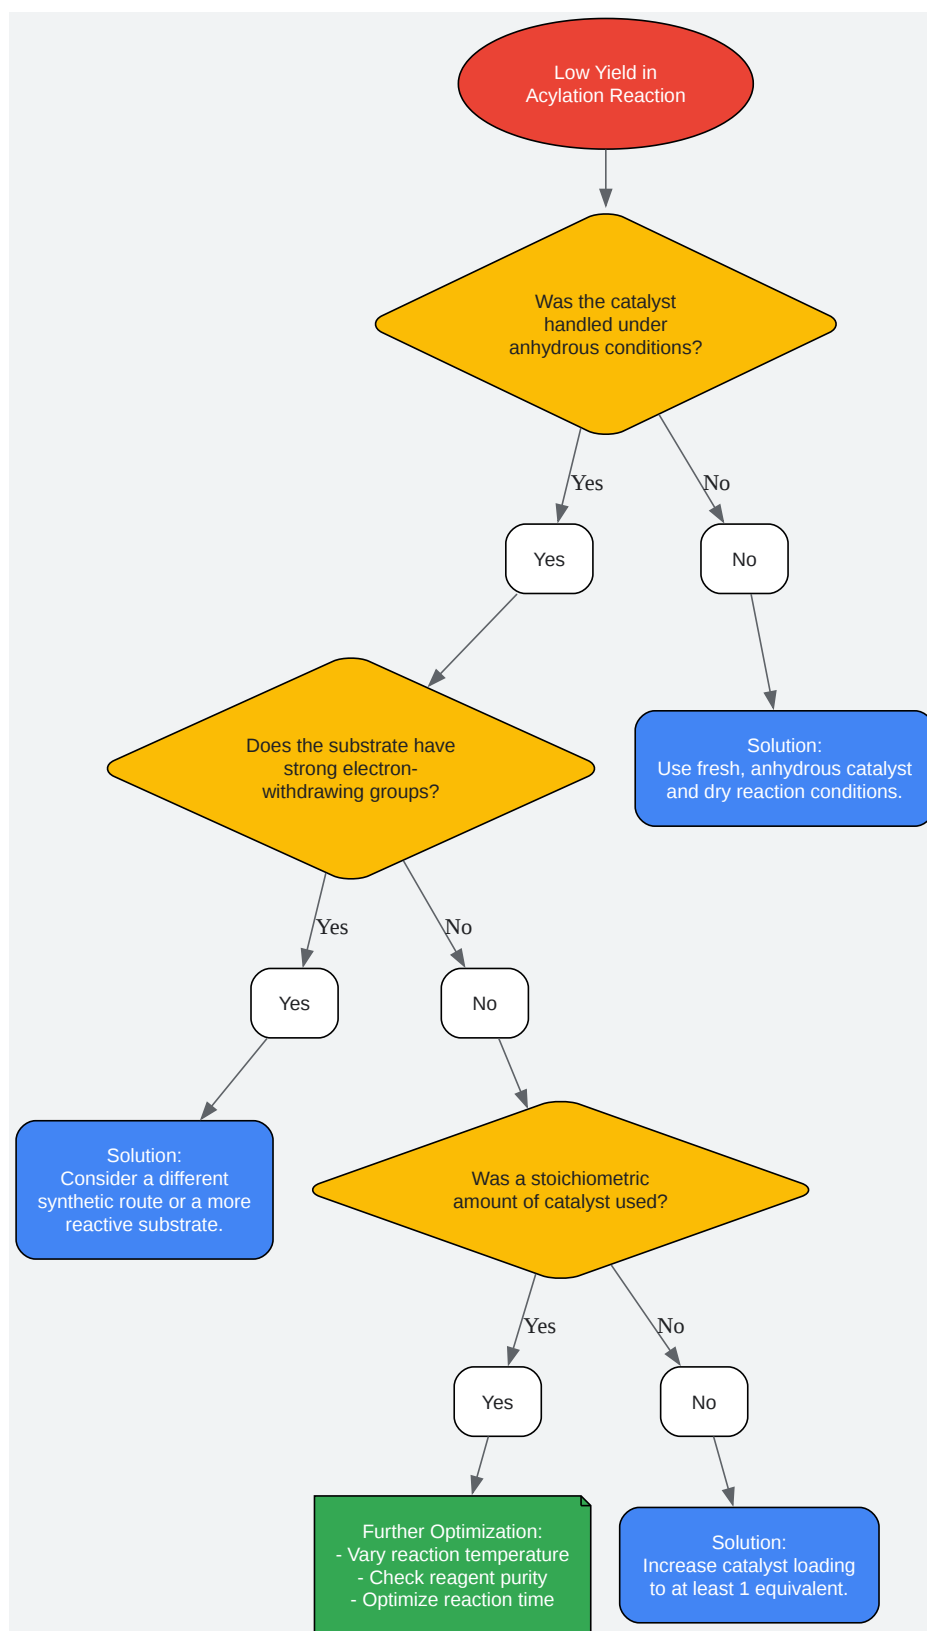 Low Yield in
Acylation Reaction
Was the catalyst
handled under
anhydrous conditions?
Yes
No
Yes
No
Does the substrate have
strong electron-
withdrawing groups?
Solution:
Use fresh, anhydrous catalyst
and dry reaction conditions.
Yes
No
Yes
No
Solution:
Consider a different
synthetic route or a more
reactive substrate.
Was a stoichiometric
amount of catalyst used?
Yes
No
Yes
No
Further Optimization:
- Vary reaction temperature
- Check reagent purity
- Optimize reaction time
Solution:
Increase catalyst loading
to at least 1 equivalent.